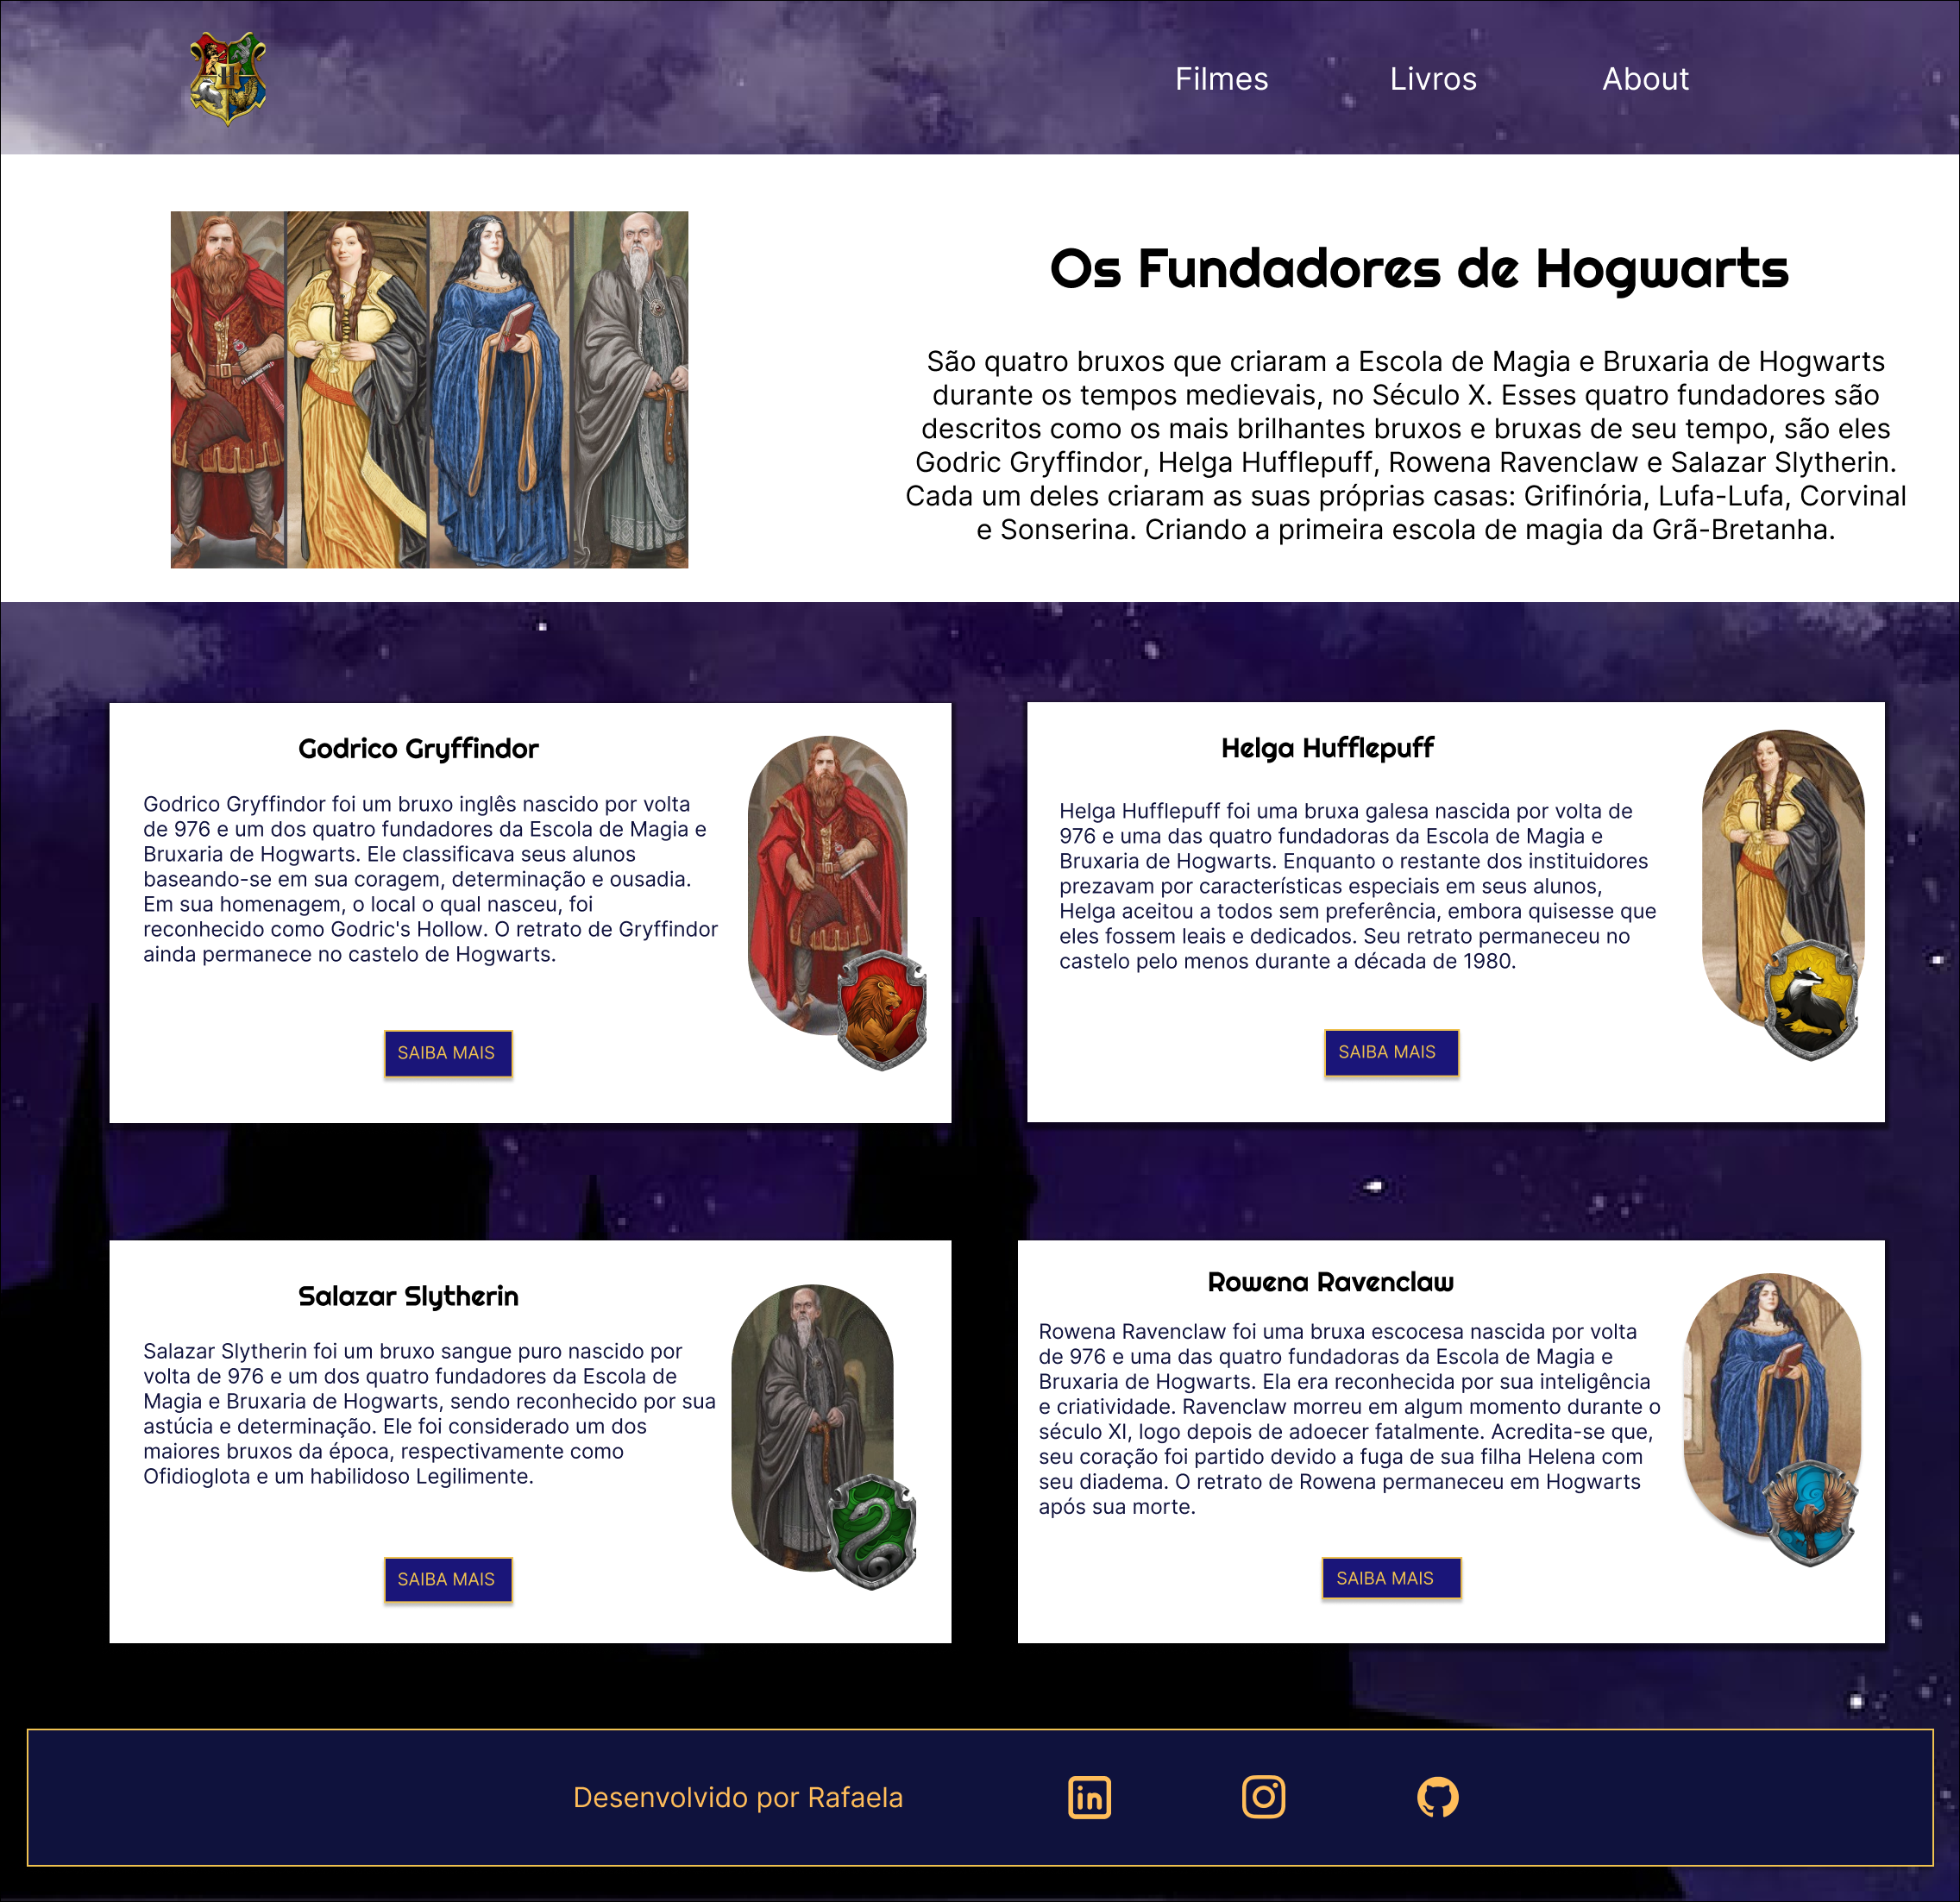 Filmes
Livros
About
Os Fundadores de Hogwarts
São quatro bruxos que criaram a Escola de Magia e Bruxaria de Hogwarts
durante os tempos medievais, no Século X. Esses quatro fundadores são
descritos como os mais brilhantes bruxos e bruxas de seu tempo, são eles
Godric Gryffindor, Helga Hufflepuff, Rowena Ravenclaw e Salazar Slytherin.
Cada um deles criaram as suas próprias casas: Grifinória, Lufa-Lufa, Corvinal
e Sonserina. Criando a primeira escola de magia da Grã-Bretanha.
Godrico Gryffindor
Godrico Gryffindor foi um bruxo inglês nascido por volta
de 976 e um dos quatro fundadores da Escola de Magia e
Bruxaria de Hogwarts. Ele classificava seus alunos
baseando-se em sua coragem, determinação e ousadia.
Em sua homenagem, o local o qual nasceu, foi
reconhecido como Godric's Hollow. O retrato de Gryffindor
ainda permanece no castelo de Hogwarts.
SAIBA MAIS
Helga Hufflepuff
Helga Hufflepuff foi uma bruxa galesa nascida por volta de
976 e uma das quatro fundadoras da Escola de Magia e
Bruxaria de Hogwarts. Enquanto o restante dos instituidores
prezavam por características especiais em seus alunos,
Helga aceitou a todos sem preferência, embora quisesse que
eles fossem leais e dedicados. Seu retrato permaneceu no
castelo pelo menos durante a década de 1980.
SAIBA MAIS
Salazar Slytherin
Salazar Slytherin foi um bruxo sangue puro nascido por
volta de 976 e um dos quatro fundadores da Escola de
Magia e Bruxaria de Hogwarts, sendo reconhecido por sua
astúcia e determinação. Ele foi considerado um dos
maiores bruxos da época, respectivamente como
Ofidioglota e um habilidoso Legilimente.
SAIBA MAIS
Rowena Ravenclaw
Rowena Ravenclaw foi uma bruxa escocesa nascida por volta
de 976 e uma das quatro fundadoras da Escola de Magia e
Bruxaria de Hogwarts. Ela era reconhecida por sua inteligência
e criatividade. Ravenclaw morreu em algum momento durante o
século XI, logo depois de adoecer fatalmente. Acredita-se que,
seu coração foi partido devido a fuga de sua filha Helena com
seu diadema. O retrato de Rowena permaneceu em Hogwarts
após sua morte.
SAIBA MAIS
Desenvolvido por Rafaela
in